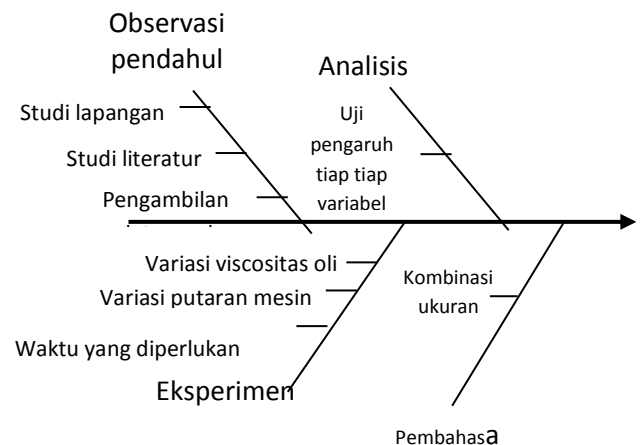 Observasi
pendahul
Studi lapangan
Studi literatur
Pengambilan
Analisis
Uji
pengaruh
tiap tiap
variabel
Variasi viscositas oli
Variasi putaran mesin
Waktu yang diperlukan
Eksperimen
Kombinasi
ukuran
Pembahasa